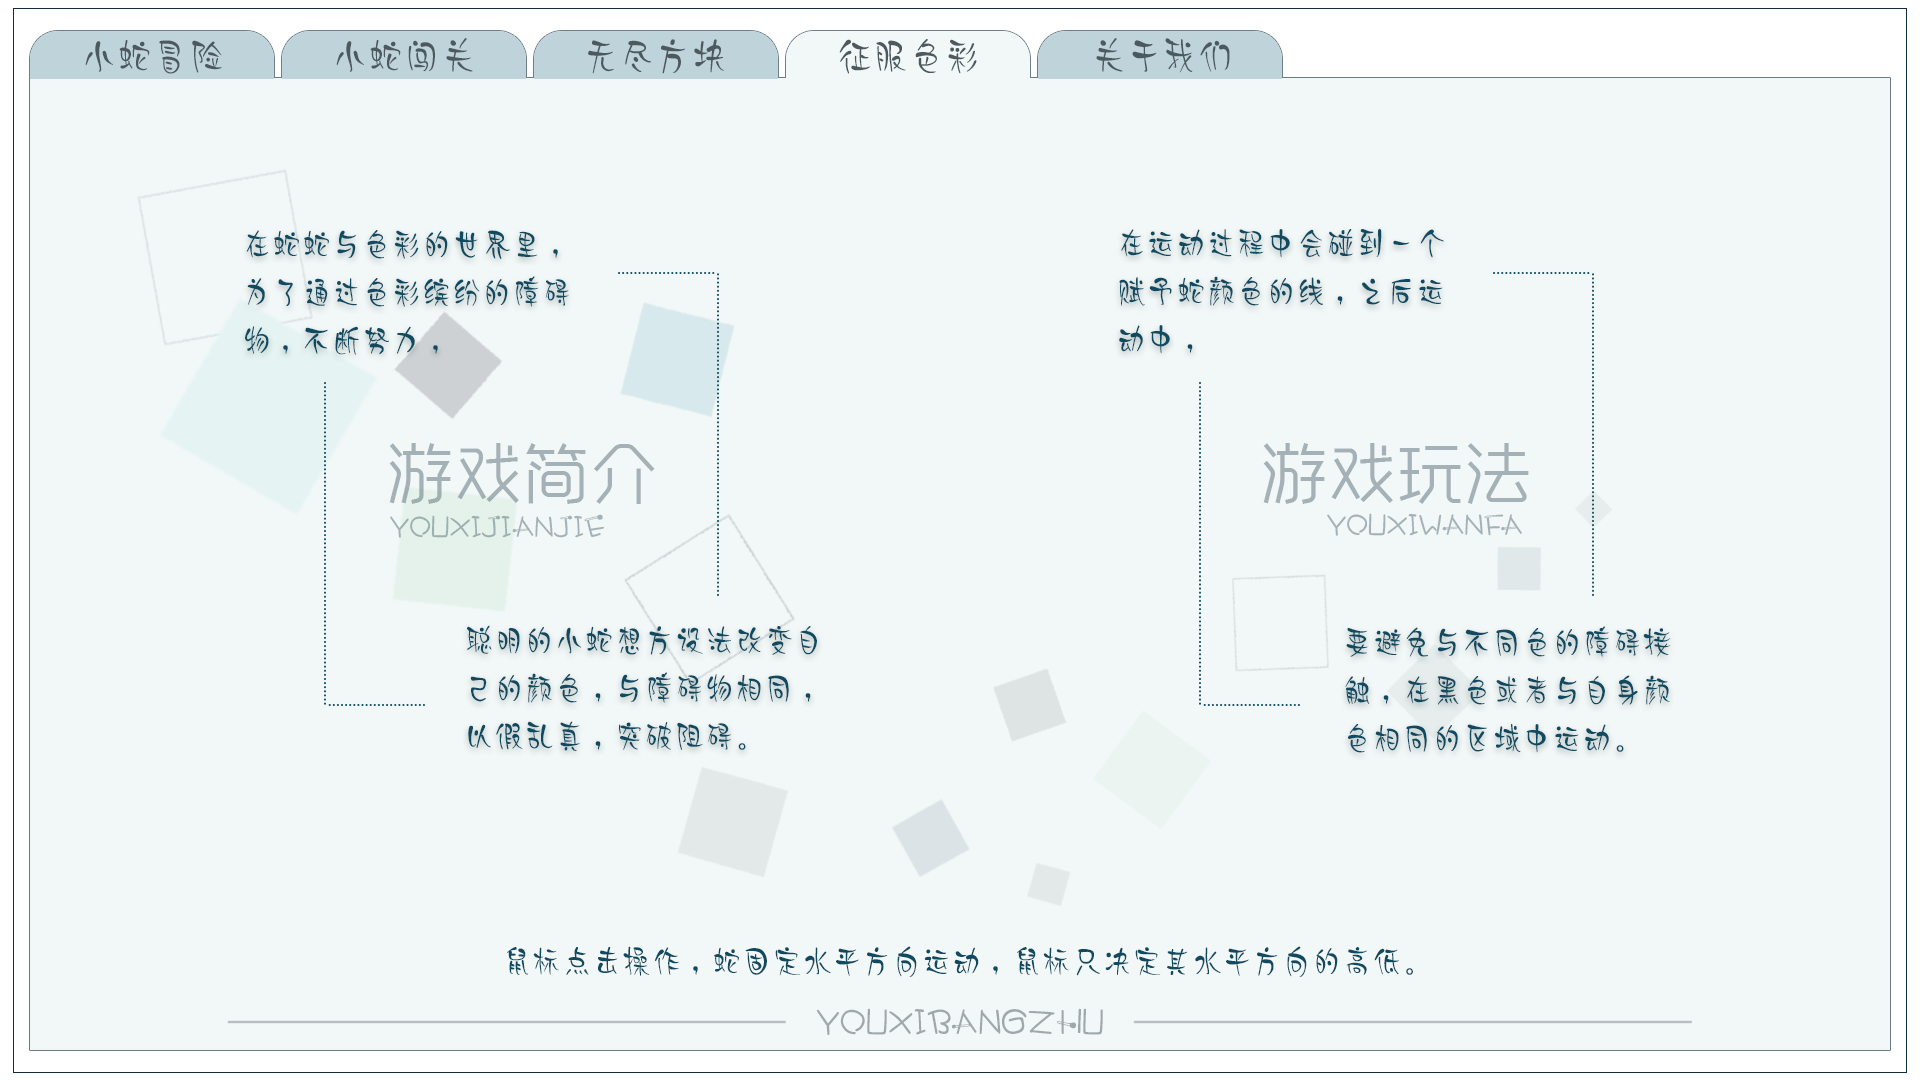 小蛇冒险
小蛇闯关
无尽方块
征服色彩
关于我们
在蛇蛇与色彩的世界里，
为了通过色彩缤纷的障碍
物，不断努力，
游戏简介
YOUXIJIANJIE
聪明的小蛇想方设法改变自
己的颜色，与障碍物相同，
以假乱真，突破阻碍。
在运动过程中会碰到一个
赋予蛇颜色的线，之后运
动中，
游戏玩法
YOUXIWANFA
要避免与不同色的障碍接
触，在黑色或者与自身颜
色相同的区域中运动。
鼠标点击操作，蛇固定水平方向运动，鼠标只决定其水平方向的高低。
YOUXIBANGZHU